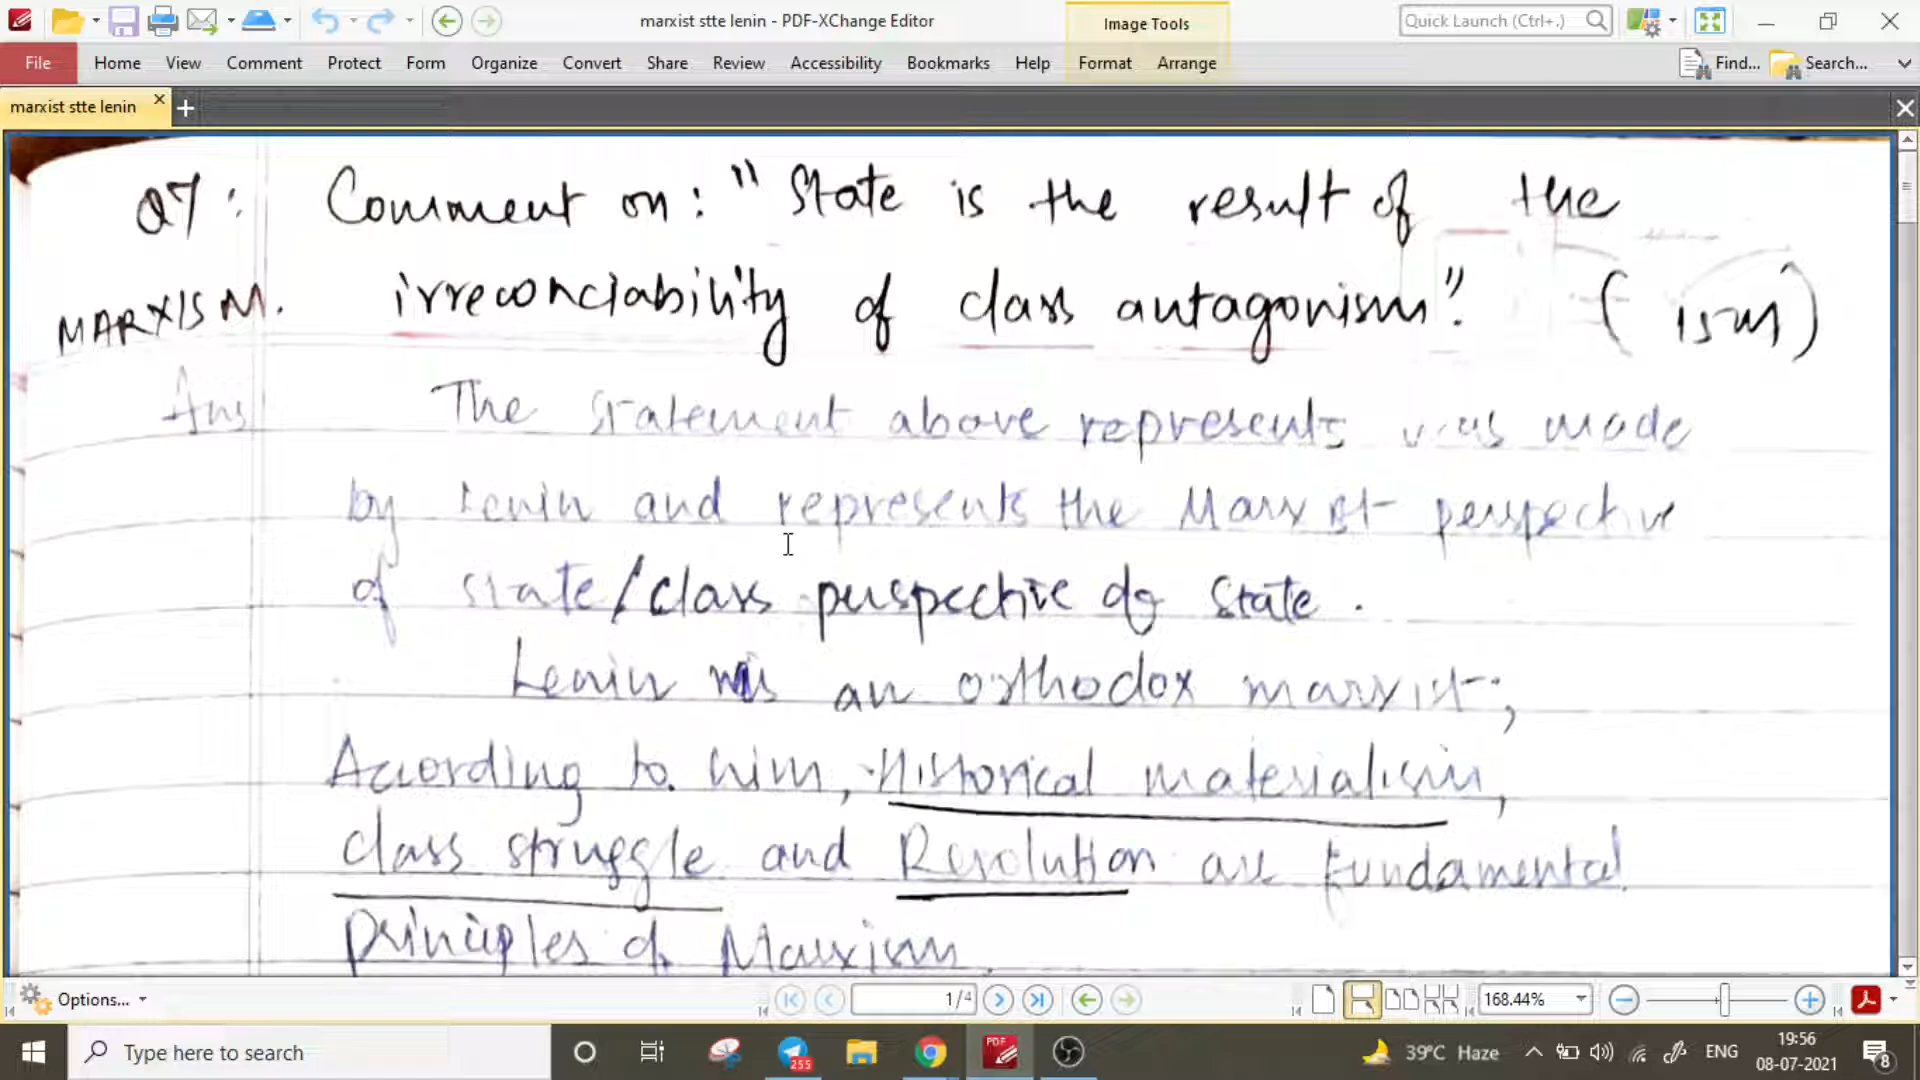 marxist stte lenin - PDF-XChange Editor
Image Tools
Quick Launch (Ctrl+.)
File Home View Comment Protect Form Organize Convert Share Review Accessibility Bookmarks Help Format Arrange Find... Search...
marxist stte lenin
Q7: Comment on: "State is the result of the
MARXISM. irreconciability of class antagonism". (15m)
Ans The statement above represents was made
by Lenin and represents the Marxist perspective
of state/class perspective of State.
Lenin was an orthodox marxist;
According to him, Historical materialism,
class struggle and Revolution are fundamental
principles of Marxism.
Options... 1/4 168.44%
Type here to search 255 PDF 39°C Haze ENG 19:56
08-07-2021 8